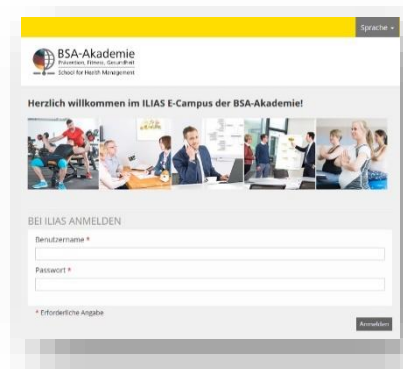 Sprache
BSA-Akademie
Prävention, Fitness, Gesundheit
School for Health Management
Herzlich willkommen im ILIAS E-Campus der BSA-Akademie!
BEI ILIAS ANMELDEN
Benutzername *
Passwort *
* Erforderliche Angabe
Anmelden